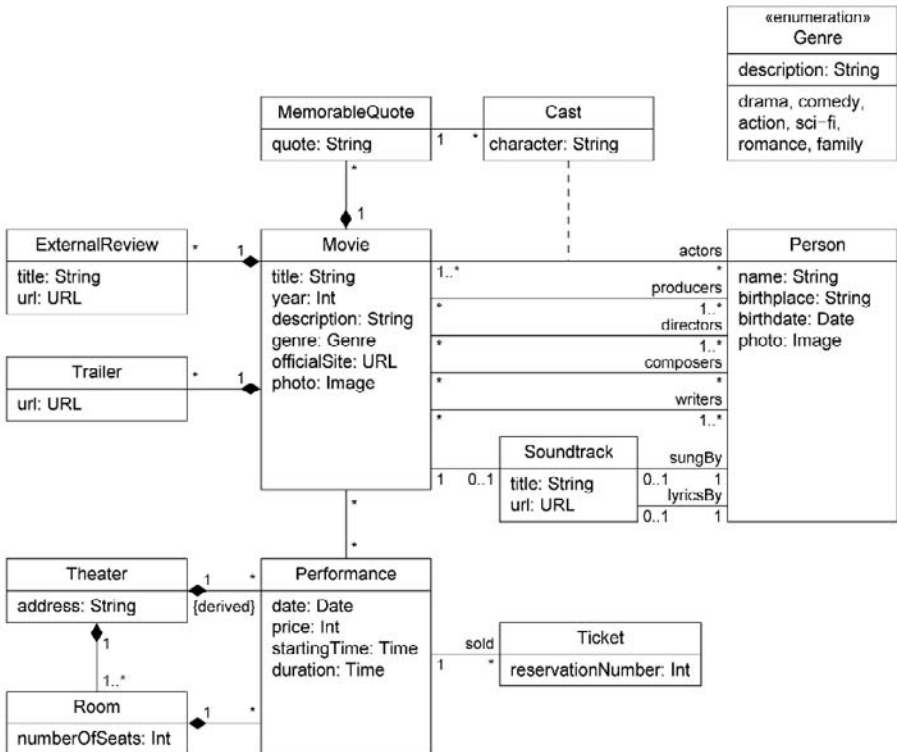 «enumeration»
Genre
description: String
drama, comedy,
action, sci-fi,
romance, family
MemorableQuote
quote: String
1
*
Cast
character: String
*
1
ExternalReview
title: String
url: URL
*
1
Movie
title: String
year: Int
description: String
genre: Genre
officialSite: URL
photo: Image
actors
1..*
*
producers
*
1..*
directors
*
1..*
composers
*
*
writers
*
1..*
Person
name: String
birthplace: String
birthdate: Date
photo: Image
Trailer
url: URL
*
1
1
0..1
Soundtrack
title: String
url: URL
sungBy
0..1
1
lyricsBy
0..1
1
*
*
Theater
address: String
1
*
{derived}
Performance
date: Date
price: Int
startingTime: Time
duration: Time
sold
1
*
Ticket
reservationNumber: Int
1
1..*
Room
numberOfSeats: Int
1
*